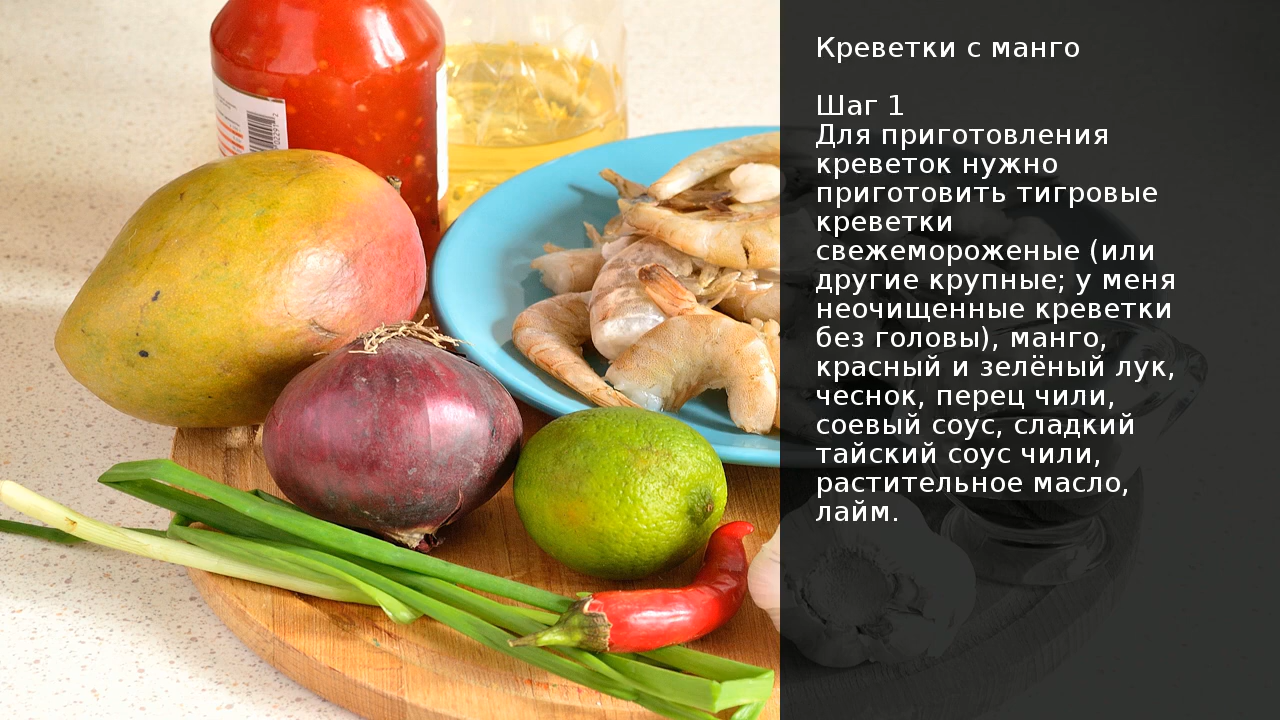 Креветки с манго
Шаг 1
Для приготовления
креветок нужно
приготовить тигровые
креветки
свежемороженые (или
другие крупные; у меня
неочищенные креветки
без головы), манго,
красный и зелёный лук,
чеснок, перец чили,
соевый соус, сладкий
тайский соус чили,
растительное масло,
лайм.